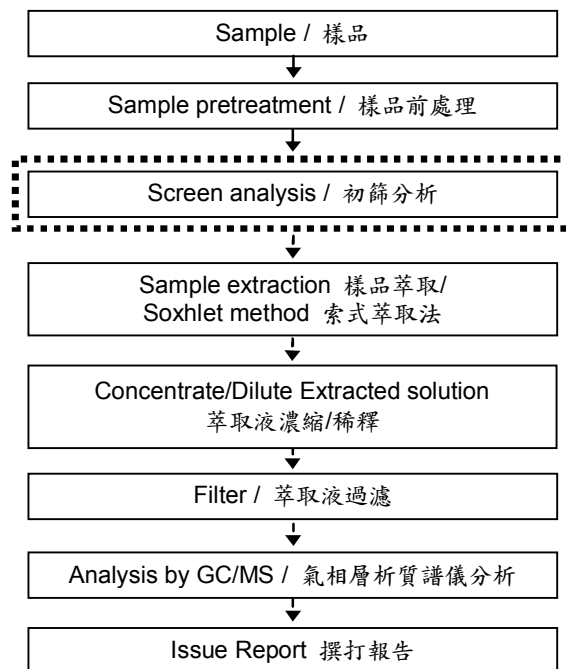 Sample / 樣品
Sample pretreatment / 樣品前處理
Screen analysis / 初篩分析
Sample extraction 樣品萃取/
Soxhlet method 索式萃取法
Concentrate/Dilute Extracted solution
萃取液濃縮/稀釋
Filter / 萃取液過濾
Analysis by GC/MS / 氣相層析質譜儀分析
Issue Report 撰打報告